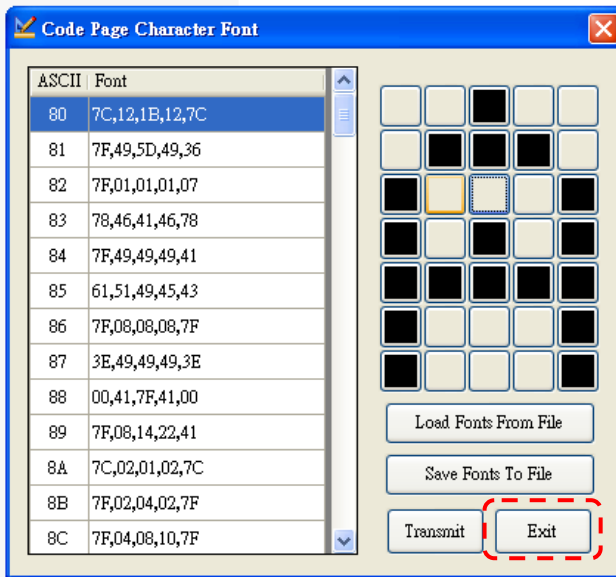 Code Page Character Font
ASCII Font
80 7C,12,1B,12,7C
81 7F,49,5D,49,36
82 7F,01,01,01,07
83 78,46,41,46,78
84 7F,49,49,49,41
85 61,51,49,45,43
86 7F,08,08,08,7F
87 3E,49,49,49,3E
88 00,41,7F,41,00
89 7F,08,14,22,41
8A 7C,02,01,02,7C
8B 7F,02,04,02,7F
8C 7F,04,08,10,7F
Load Fonts From File
Save Fonts To File
Transmit Exit